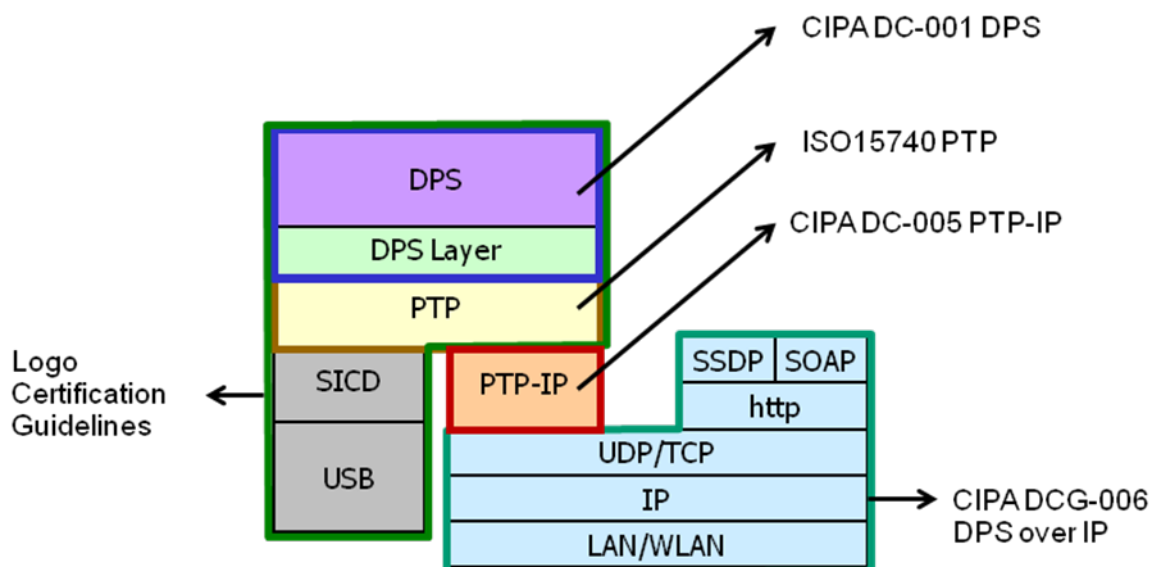 CIPA DC-001 DPS
ISO15740 PTP
CIPA DC-005 PTP-IP
DPS
DPS Layer
PTP
Logo
Certification
Guidelines
SICD
USB
PTP-IP
SSDP SOAP
http
UDP/TCP
IP
LAN/WLAN
CIPA DCG-006
DPS over IP